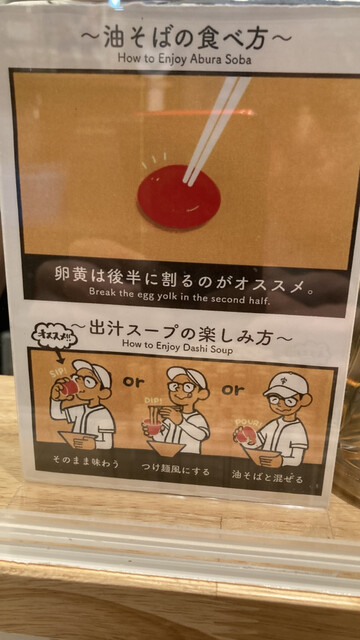 ～油そばの食べ方～
How to Enjoy Abura Soba
卵黄は後半に割るのがオススメ。
Break the egg yolk in the second half.
～出汁スープの楽しみ方～
How to Enjoy Dashi Soup
オススメ!!
SIP!
or
DIP!
or
POUR!
そのまま味わう
つけ麺風にする
油そばと混ぜる